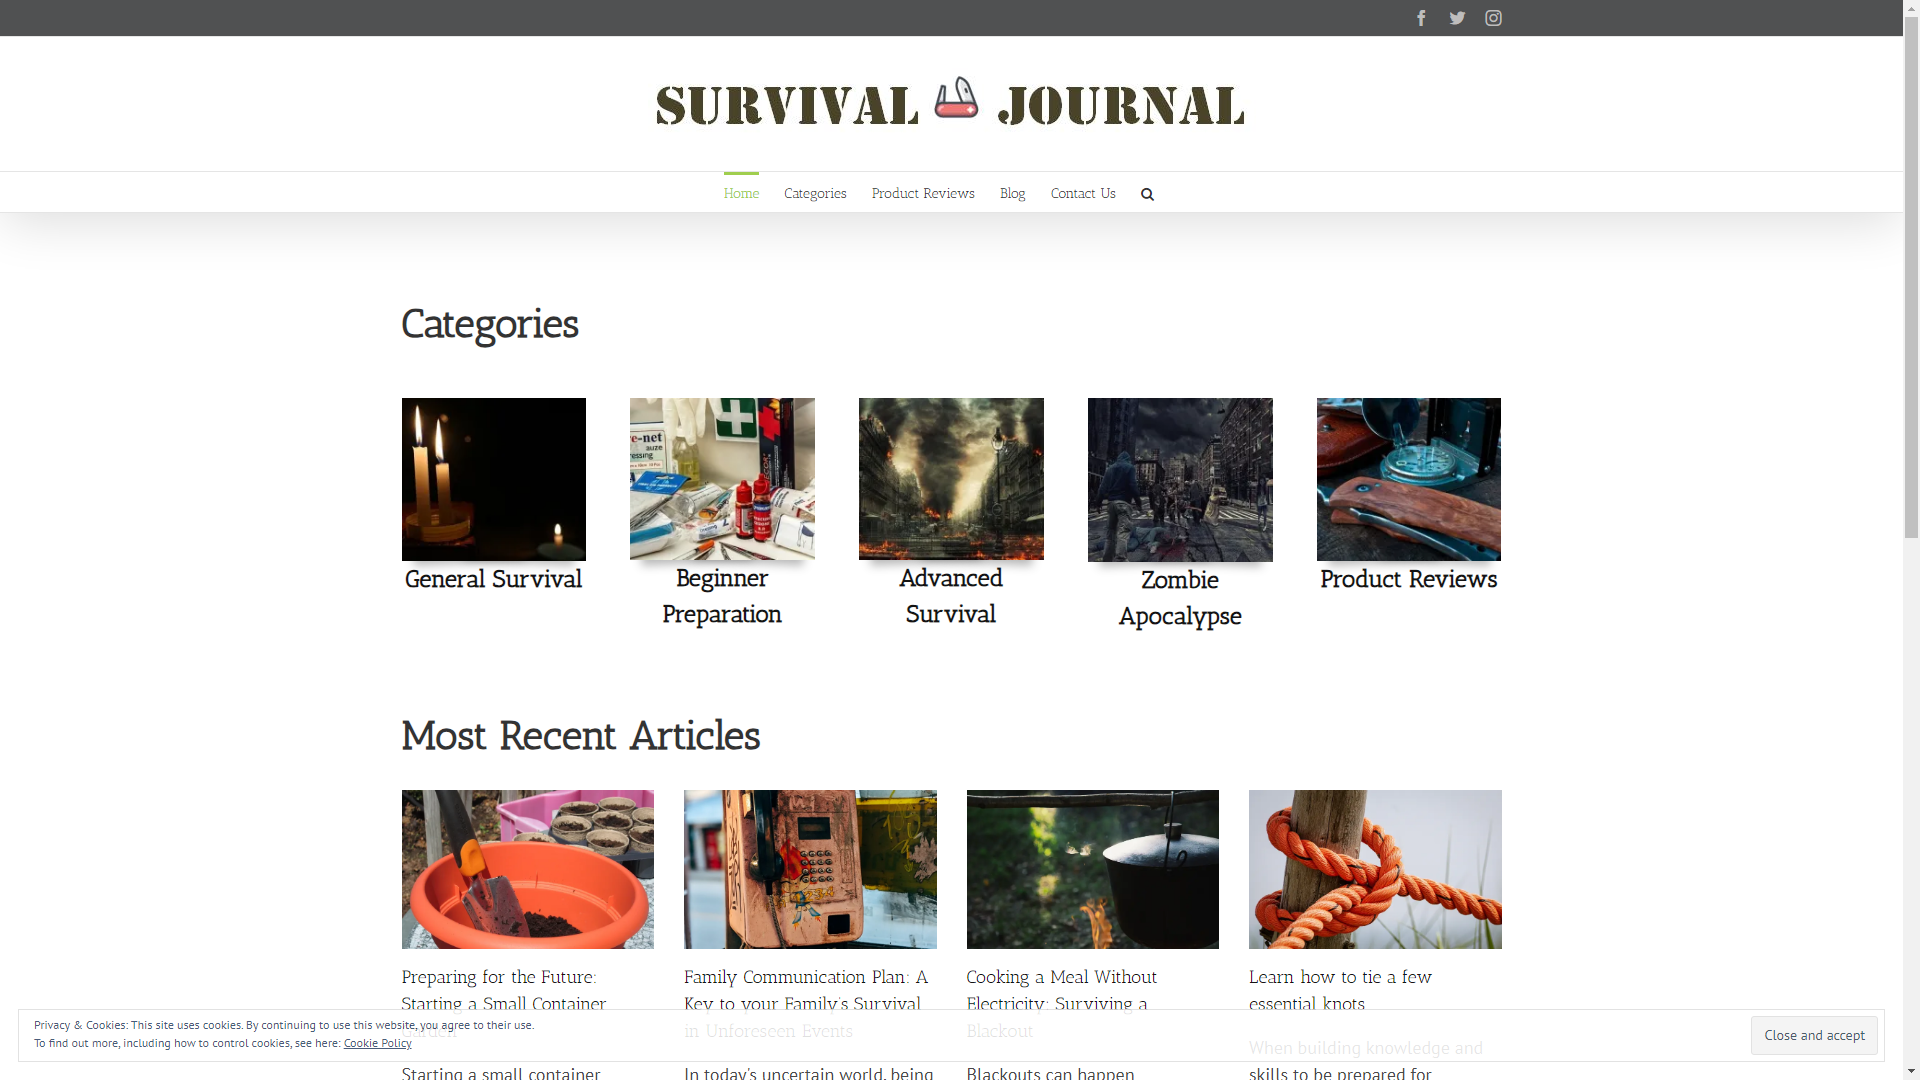 SURVIVAL JOURNAL
Home Categories Product Reviews Blog Contact Us
Categories
e-net
auze
ressing
General Survival
Beginner
Preparation
Advanced
Survival
Zombie
Apocalypse
Product Reviews
Most Recent Articles
Preparing for the Future:
Starting a Small Container
Garden
Starting a small container
Family Communication Plan: A
Key to your Family's Survival
in Unforeseen Events
In today's uncertain world, being
Cooking a Meal Without
Electricity: Surviving a
Blackout
Blackouts can happen
Learn how to tie a few
essential knots
When building knowledge and
skills to be prepared for
Privacy & Cookies: This site uses cookies. By continuing to use this website, you agree to their use.
To find out more, including how to control cookies, see here: Cookie Policy
Close and accept